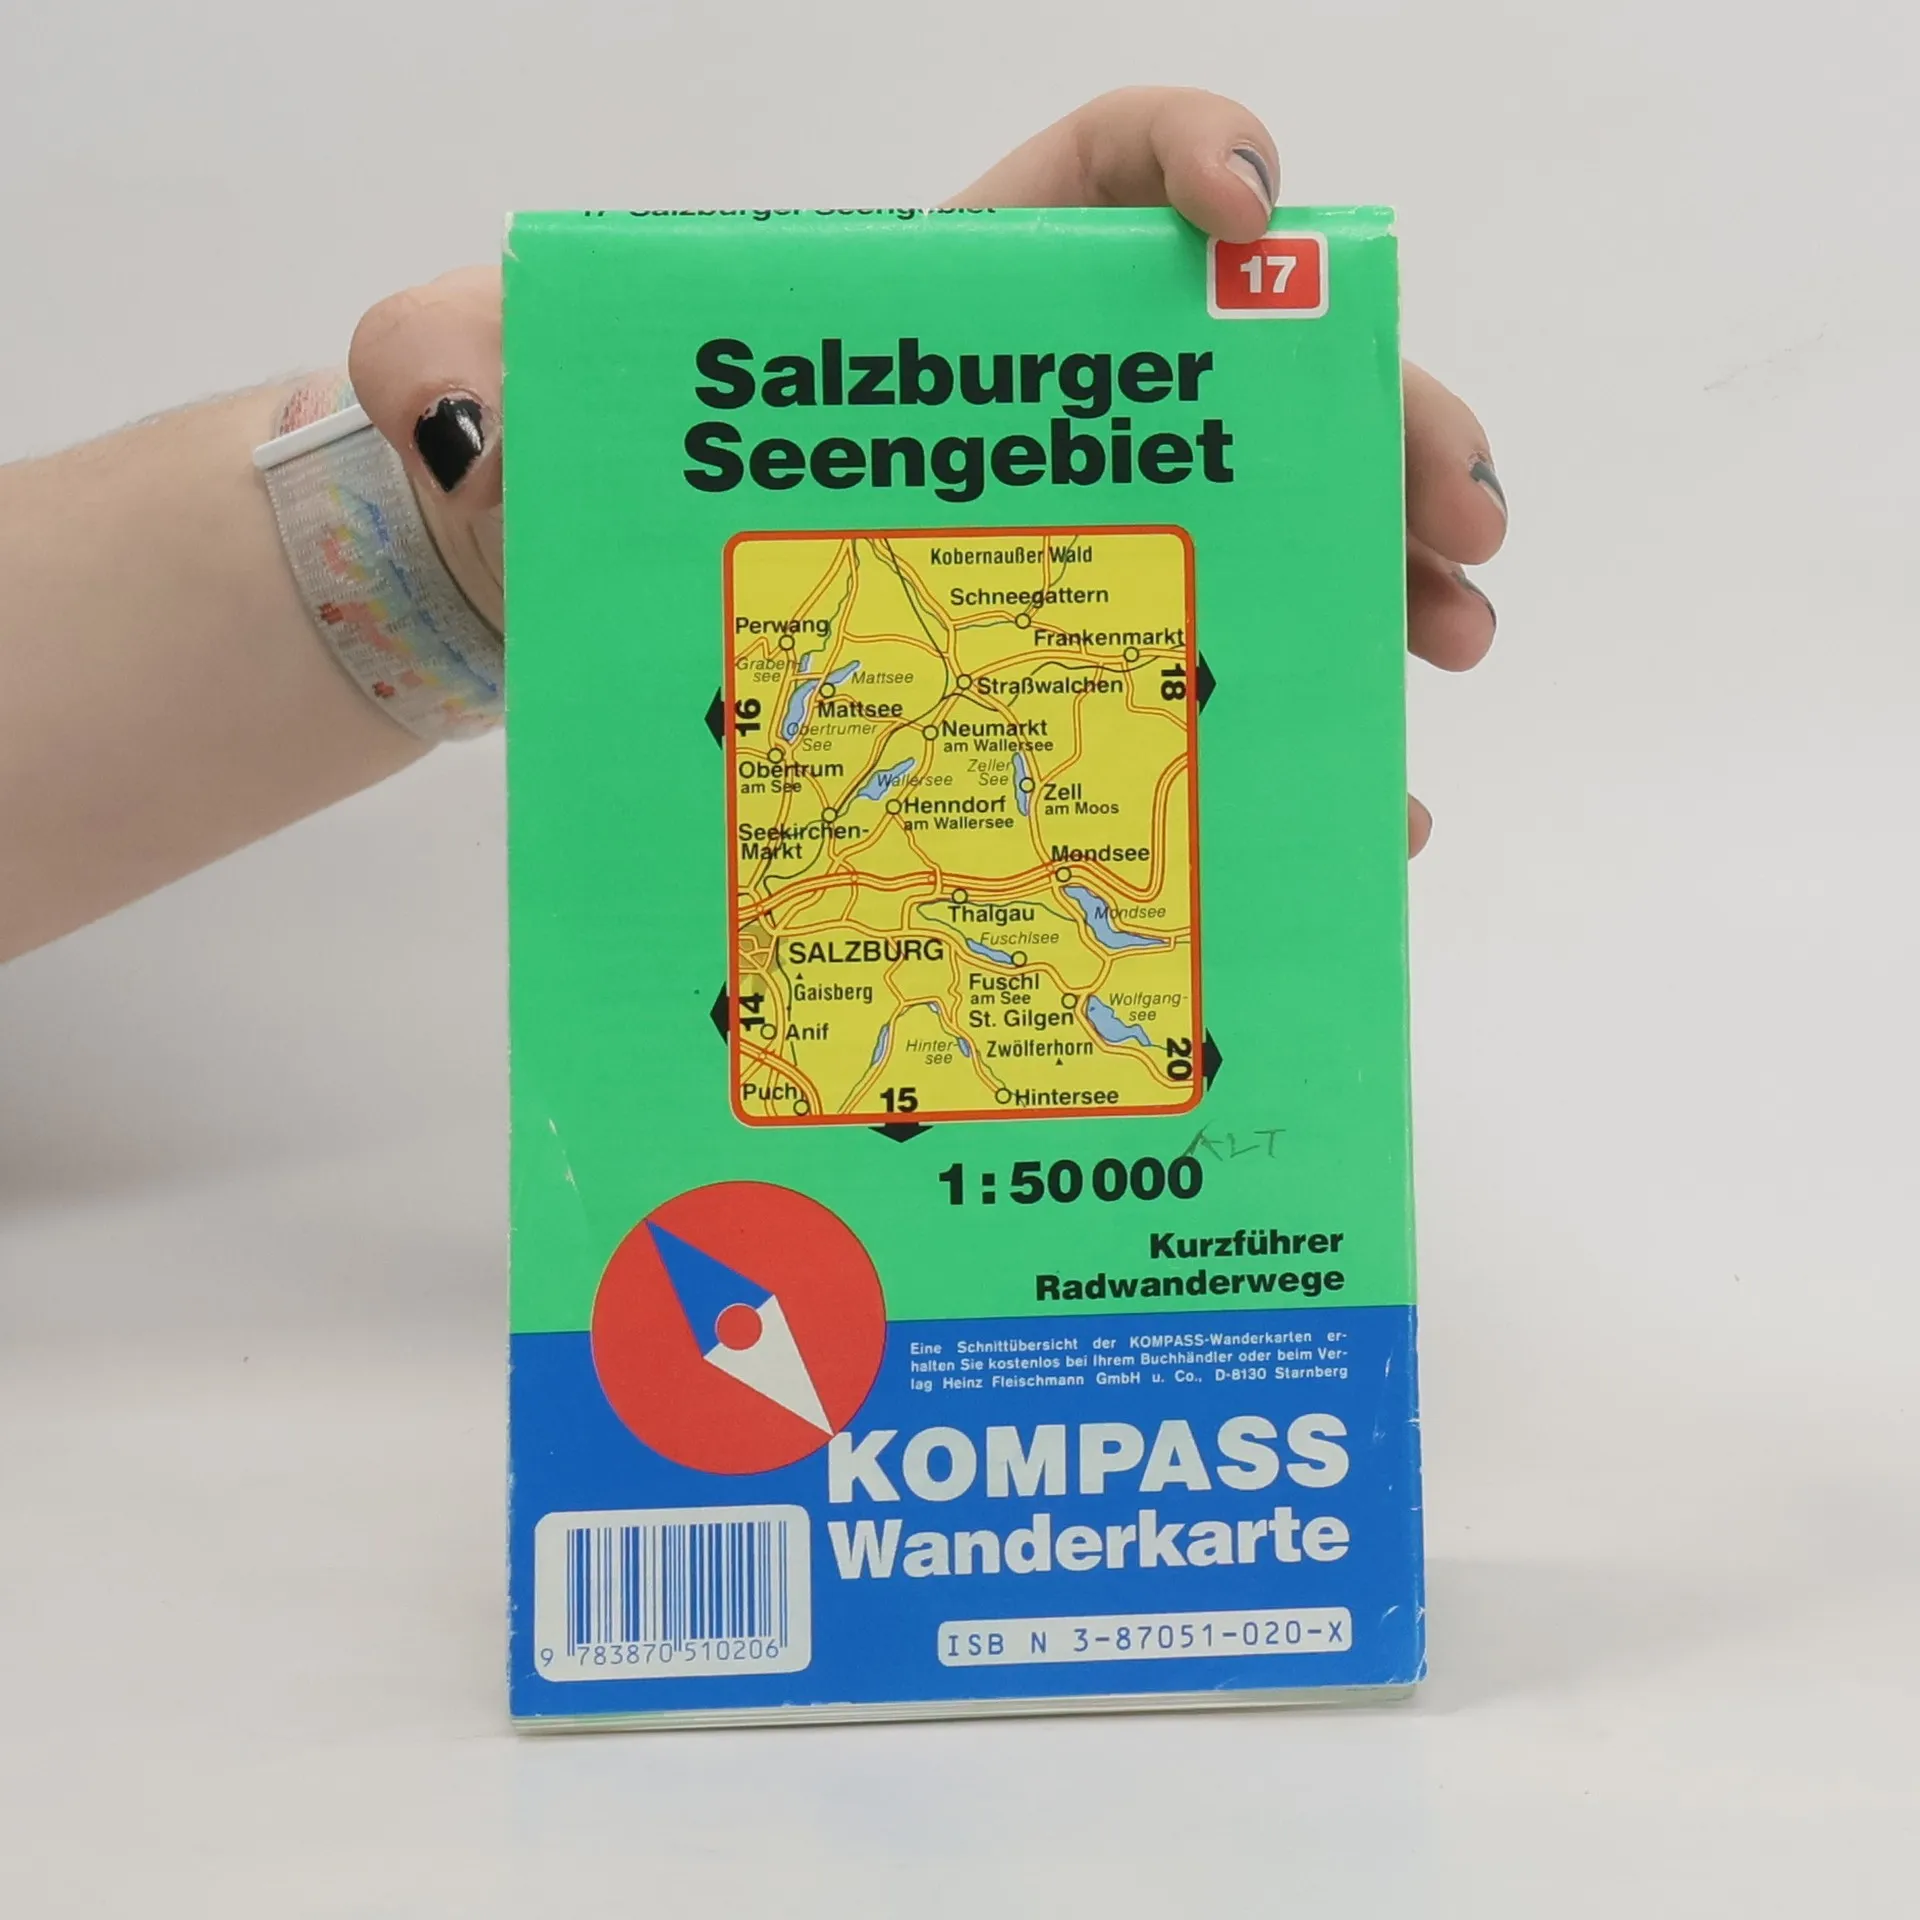 17 Salzburger Seengebiet
17
Salzburger
Seengebiet
Kobernaußer Wald
Schneegattern
Perwang
Frankenmarkt
Graben-
see
Mattsee
18
Straßwalchen
16
Mattsee
Obertrumer
See
Neumarkt
am Wallersee
Obertrum
am See
Wallersee
Zeller
See
Zell
am Moos
Henndorf
am Wallersee
Seekirchen-
Markt
Mondsee
Thalgau
Mondsee
Fuschlsee
SALZBURG
Gaisberg
Fuschl
am See
Wolfgang-
see
14
St. Gilgen
Anif
Hinter-
see
Zwölferhorn
20
Puch
15
Hintersee
ALT
1:50 000
Kurzführer
Radwanderwege
Eine Schnittübersicht der KOMPASS-Wanderkarten er-
halten Sie kostenlos bei Ihrem Buchhändler oder beim Ver-
lag Heinz Fleischmann GmbH u. Co., D-8130 Starnberg
KOMPASS
Wanderkarte
9 783870 510206
ISB N 3-87051-020-X